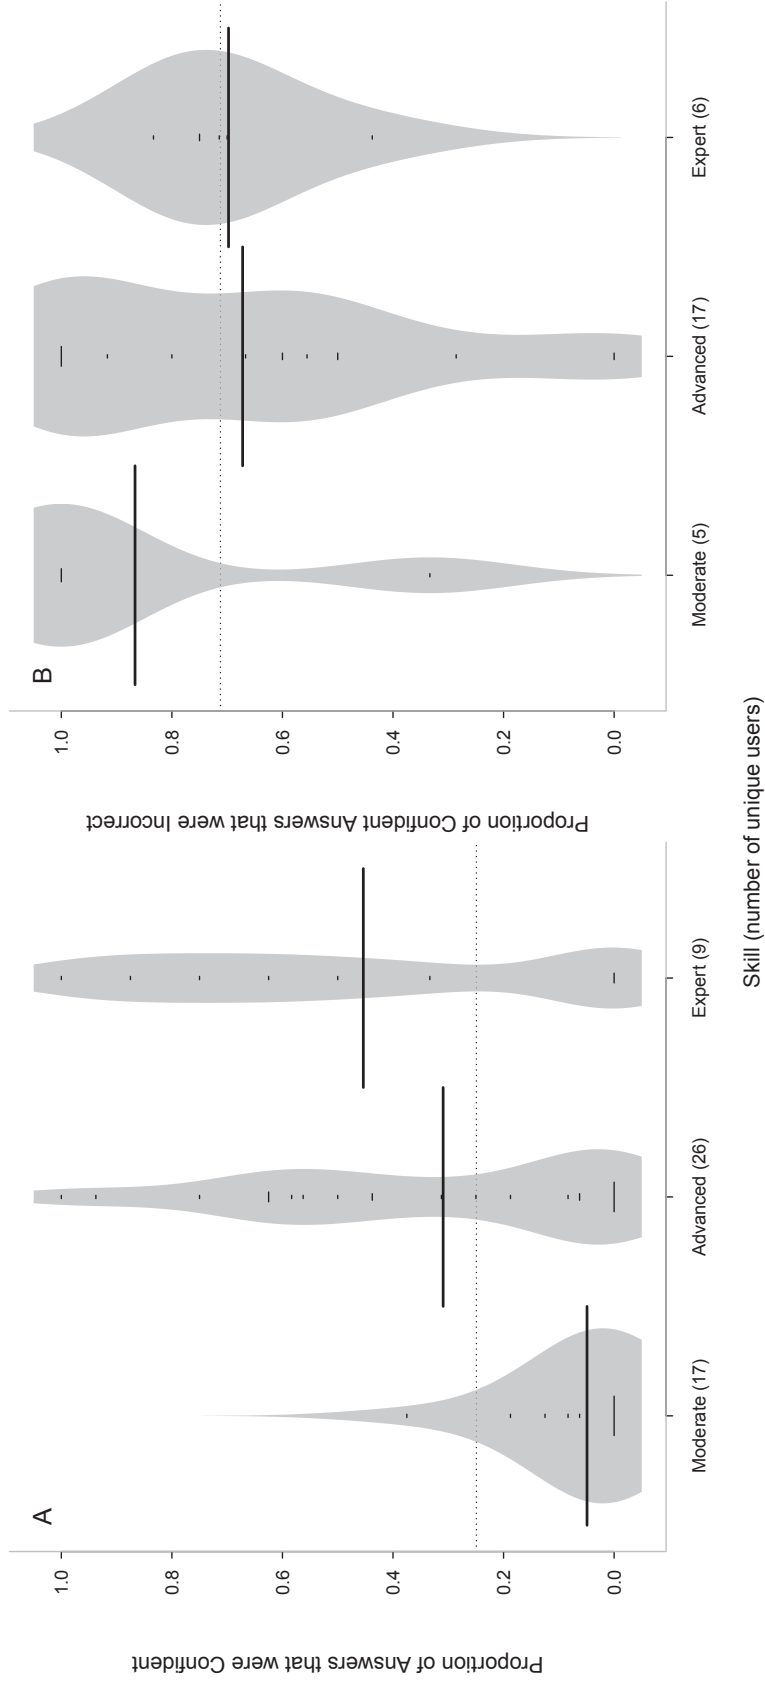 A
Proportion of Answers that were Confident
1.0
0.8
0.6
0.4
0.2
0.0
Moderate (17)
Advanced (26)
Expert (9)
B
Proportion of Confident Answers that were Incorrect
1.0
0.8
0.6
0.4
0.2
0.0
Moderate (5)
Advanced (17)
Expert (6)
Skill (number of unique users)